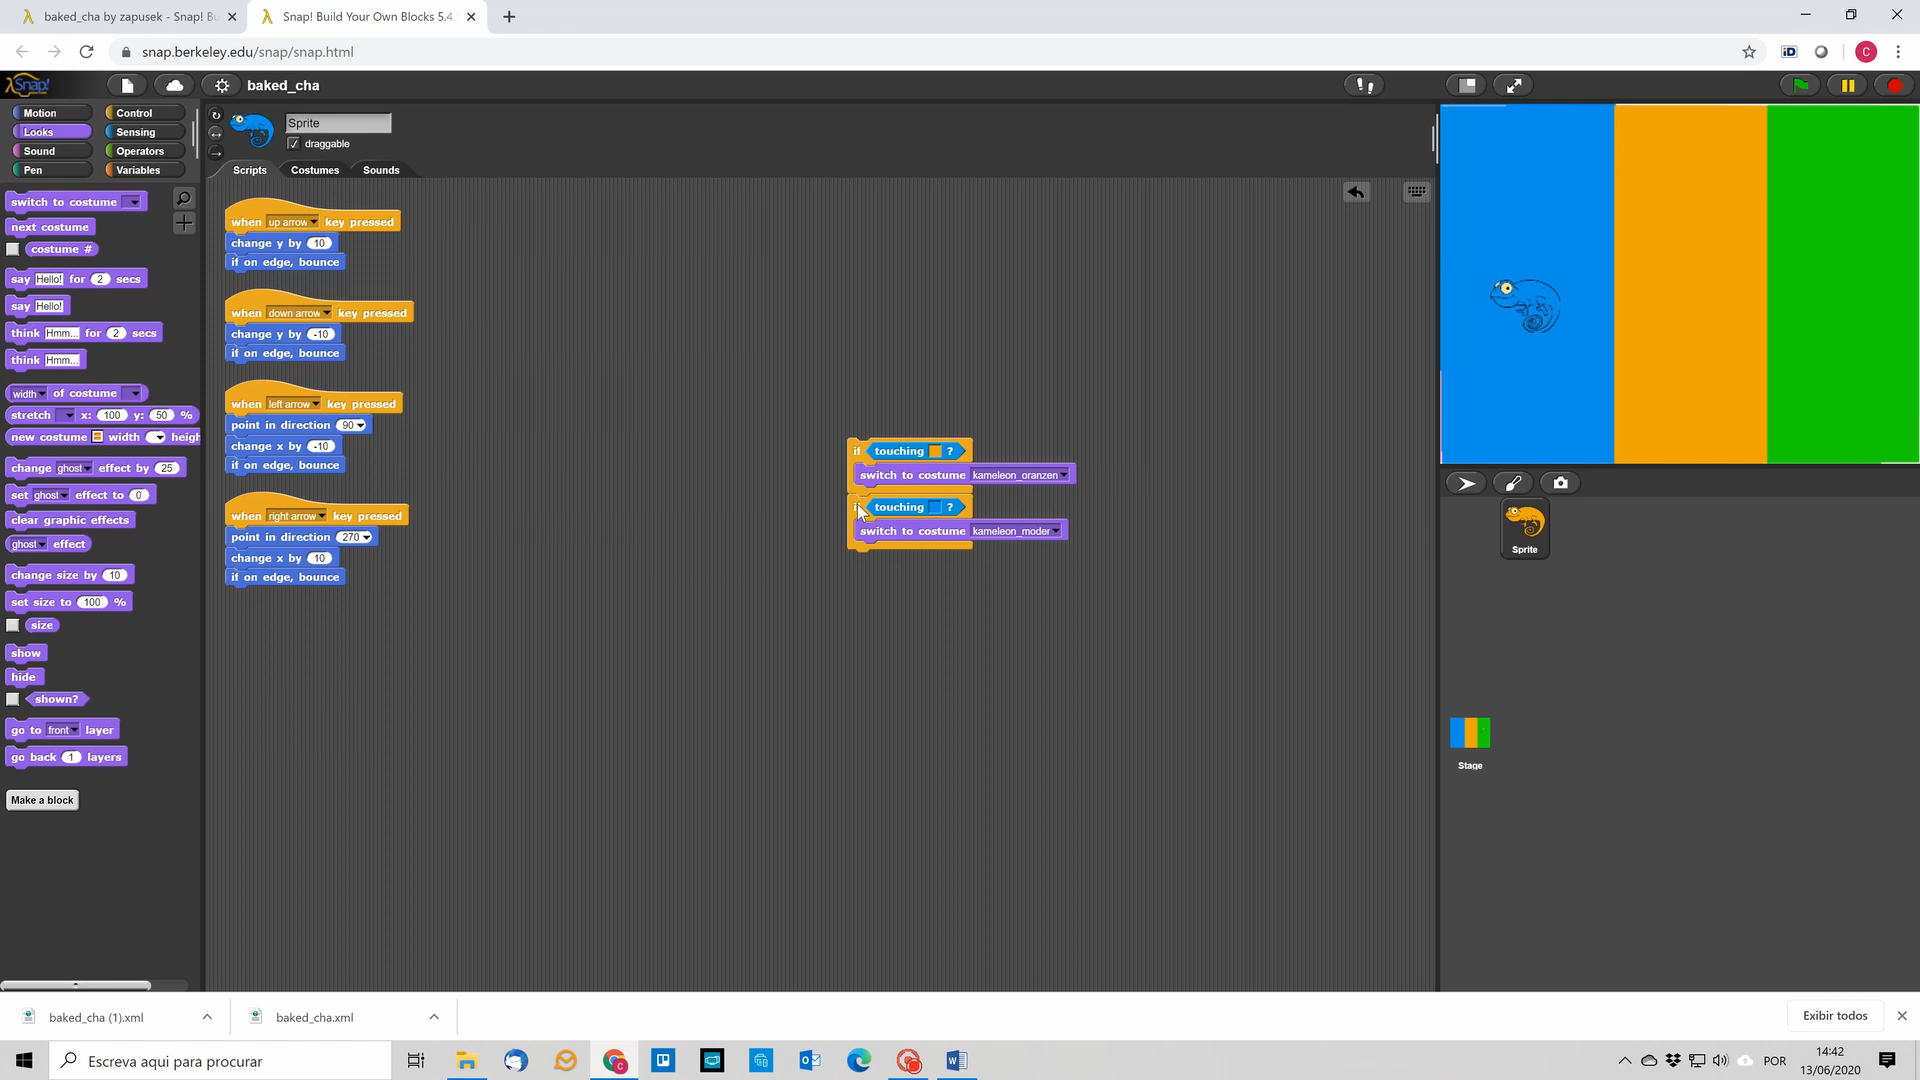 baked_cha by zapusek - Snap! Bu
Snap! Build Your Own Blocks 5.4.
snap.berkeley.edu/snap/snap.html
iD
C
Snap!
baked_cha
Motion
Control
Looks
Sensing
Sound
Operators
Pen
Variables
Sprite
draggable
Scripts
Costumes
Sounds
switch to costume
next costume
costume #
say Hello! for 2 secs
say Hello!
think Hmm... for 2 secs
think Hmm...
width of costume
stretch x: 100 y: 50 %
new costume width heigh
change ghost effect by 25
set ghost effect to 0
clear graphic effects
ghost effect
change size by 10
set size to 100 %
size
show
hide
shown?
go to front layer
go back 1 layers
Make a block
when up arrow key pressed
change y by 10
if on edge, bounce
when down arrow key pressed
change y by -10
if on edge, bounce
when left arrow key pressed
point in direction 90
change x by -10
if on edge, bounce
when right arrow key pressed
point in direction 270
change x by 10
if on edge, bounce
if touching ?
switch to costume kameleon_oranzen
touching ?
switch to costume kameleon_moder
Sprite
Stage
baked_cha (1).xml
baked_cha.xml
Exibir todos
Escreva aqui para procurar
POR
14:42
13/06/2020